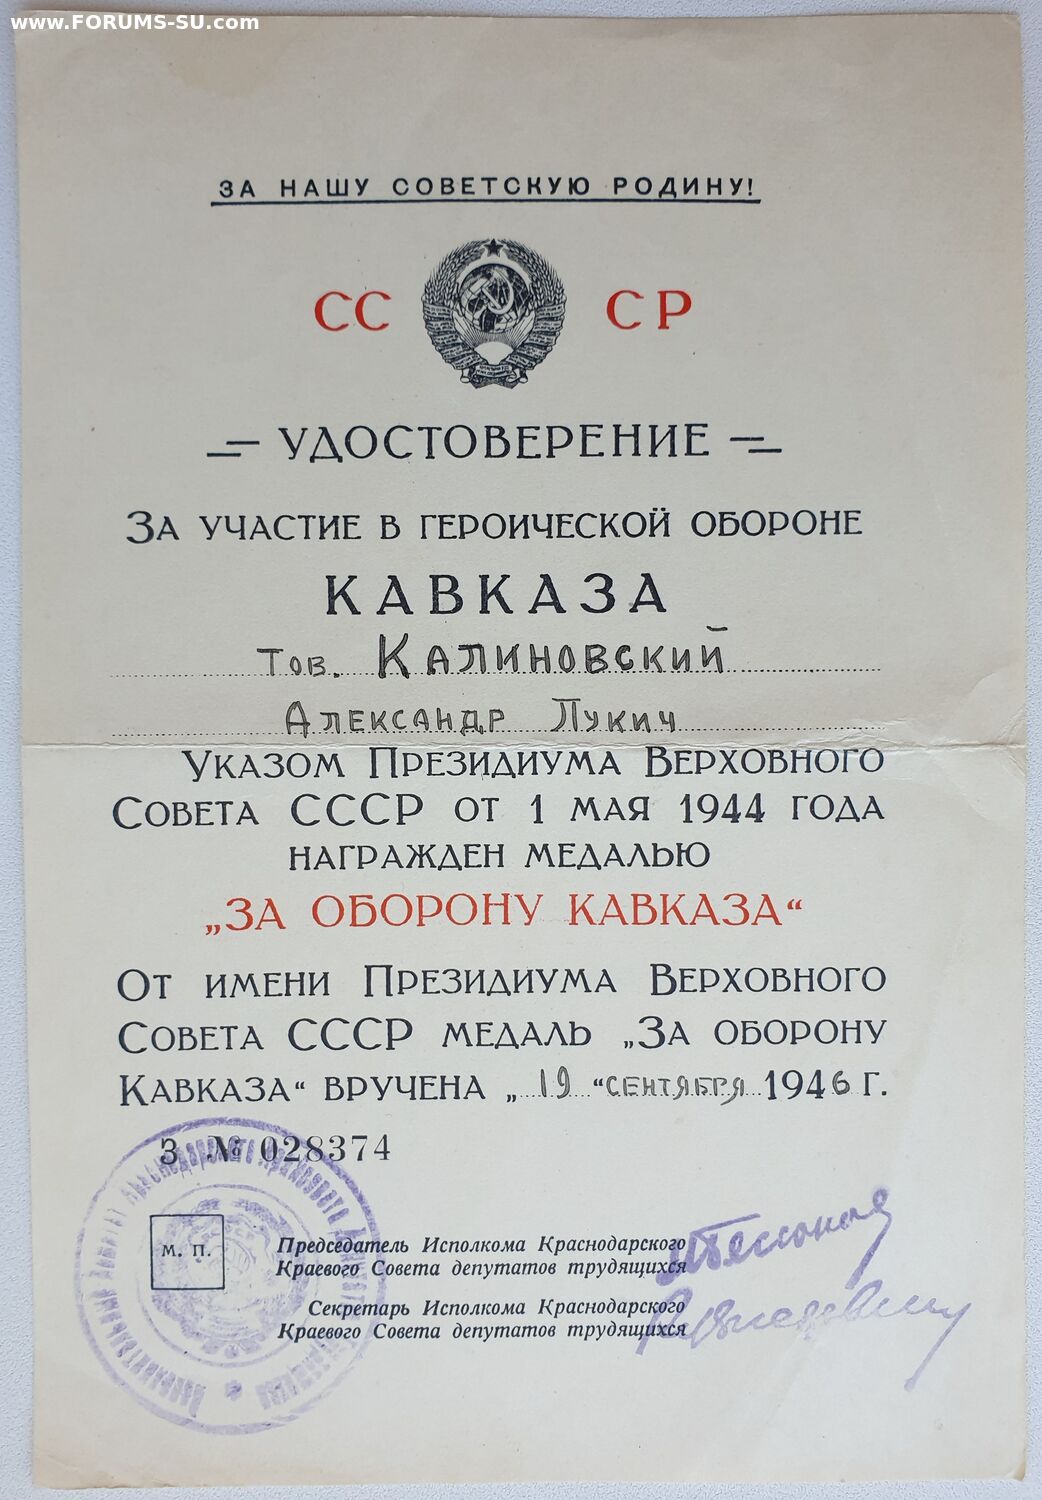 www.FORUMS-SU.com
ЗА НАШУ СОВЕТСКУЮ РОДИНУ!
СС СР
УДОСТОВЕРЕНИЕ
ЗА УЧАСТИЕ В ГЕРОИЧЕСКОЙ ОБОРОНЕ
КАВКАЗА
Тов. КАЛИНОВСКИЙ
АЛЕКСАНДР ЛУКИЧ
УКАЗОМ ПРЕЗИДИУМА ВЕРХОВНОГО
СОВЕТА СССР ОТ 1 МАЯ 1944 ГОДА
НАГРАЖДЕН МЕДАЛЬЮ
„ЗА ОБОРОНУ КАВКАЗА“
ОТ ИМЕНИ ПРЕЗИДИУМА ВЕРХОВНОГО
СОВЕТА СССР МЕДАЛЬ „ЗА ОБОРОНУ
КАВКАЗА“ ВРУЧЕНА „19“ СЕНТЯБРЯ 1946 Г.
З № 028374
М. П.
Председатель Исполкома Краснодарского
Краевого Совета депутатов трудящихся
Секретарь Исполкома Краснодарского
Краевого Совета депутатов трудящихся